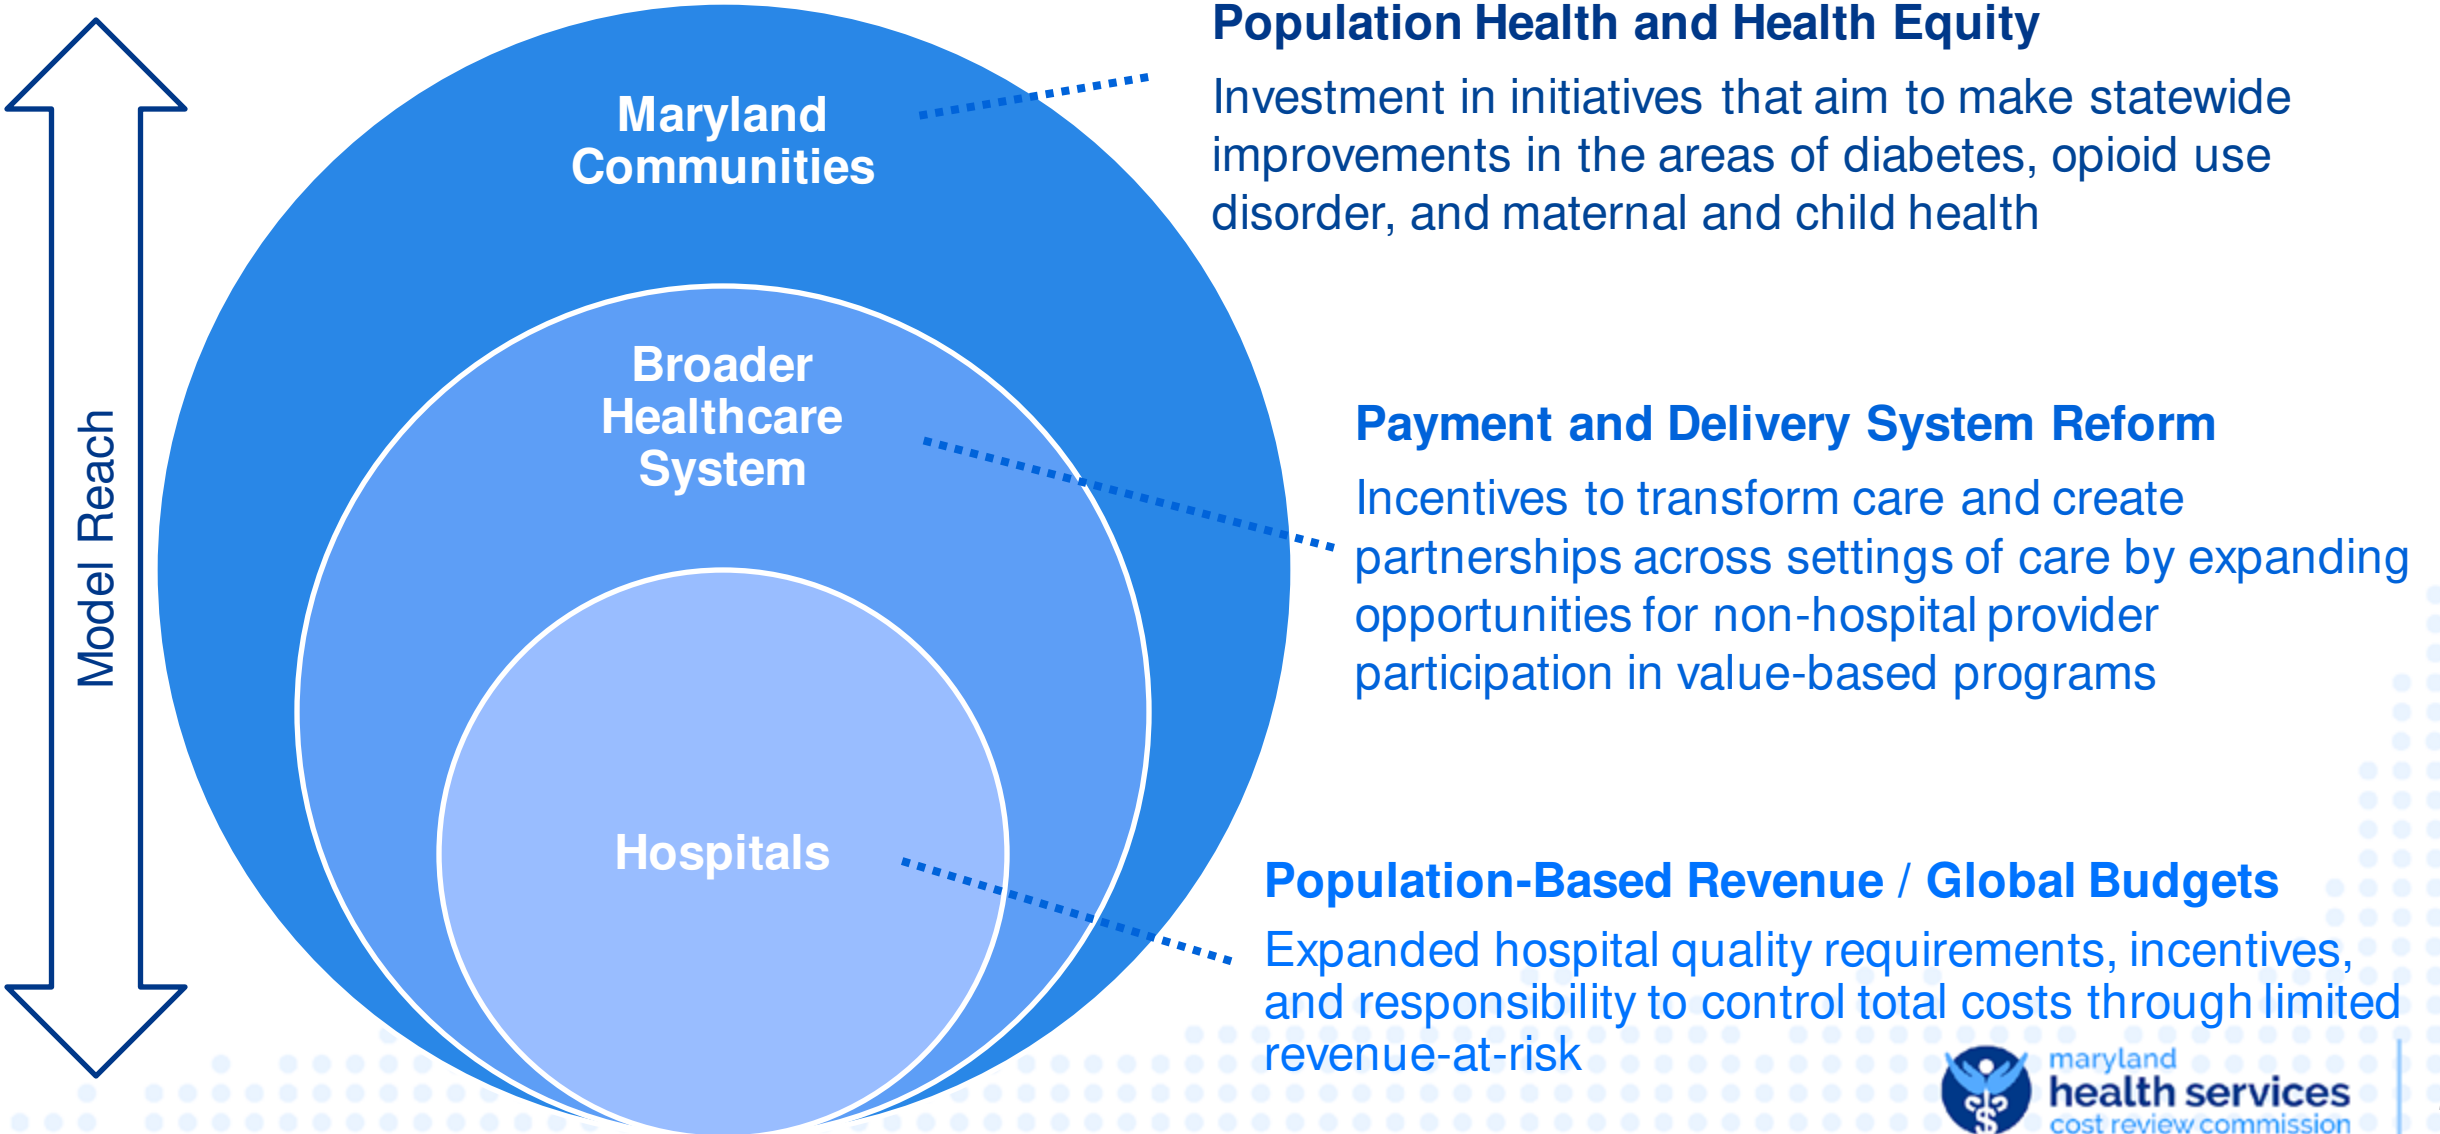 Model Reach
Maryland
Communities
Broader
Healthcare
System
Hospitals
Population Health and Health Equity
Investment in initiatives that aim to make statewide
improvements in the areas of diabetes, opioid use
disorder, and maternal and child health
Payment and Delivery System Reform
Incentives to transform care and create
partnerships across settings of care by expanding
opportunities for non-hospital provider
participation in value-based programs
Population-Based Revenue / Global Budgets
Expanded hospital quality requirements, incentives,
and responsibility to control total costs through limited
revenue-at-risk
maryland
health services
cost review commission